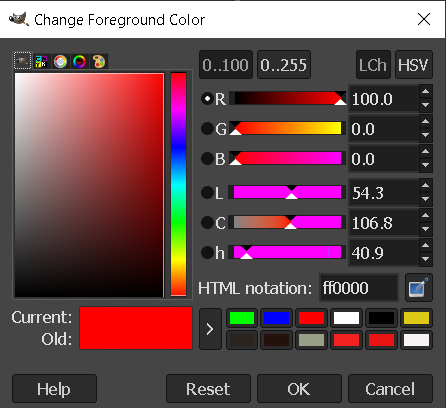 Change Foreground Color
0..100 0..255 LCh HSV
R 100.0
G 0.0
B 0.0
L 54.3
C 106.8
h 40.9
HTML notation: ff0000
Current:
Old:
Help Reset OK Cancel